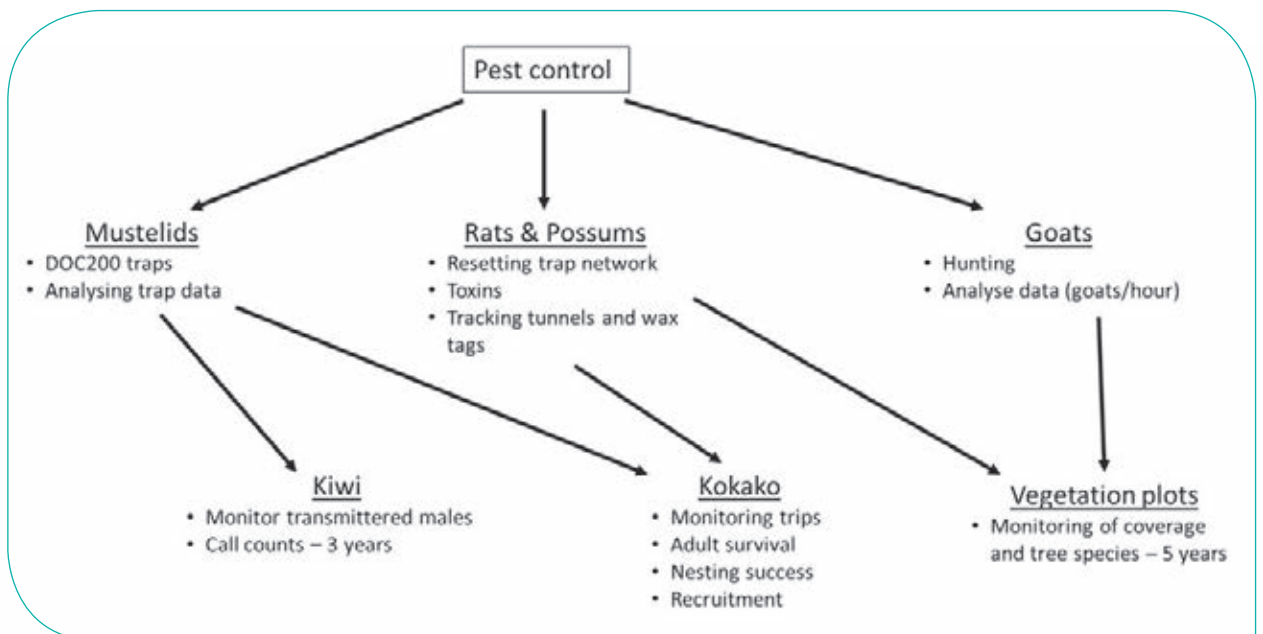 Pest control
Mustelids
• DOC200 traps
• Analysing trap data
Rats & Possums
• Resetting trap network
• Toxins
• Tracking tunnels and wax
tags
Goats
• Hunting
• Analyse data (goats/hour)
Kiwi
• Monitor transmittered males
• Call counts – 3 years
Kokako
• Monitoring trips
• Adult survival
• Nesting success
• Recruitment
Vegetation plots
• Monitoring of coverage
and tree species – 5 years